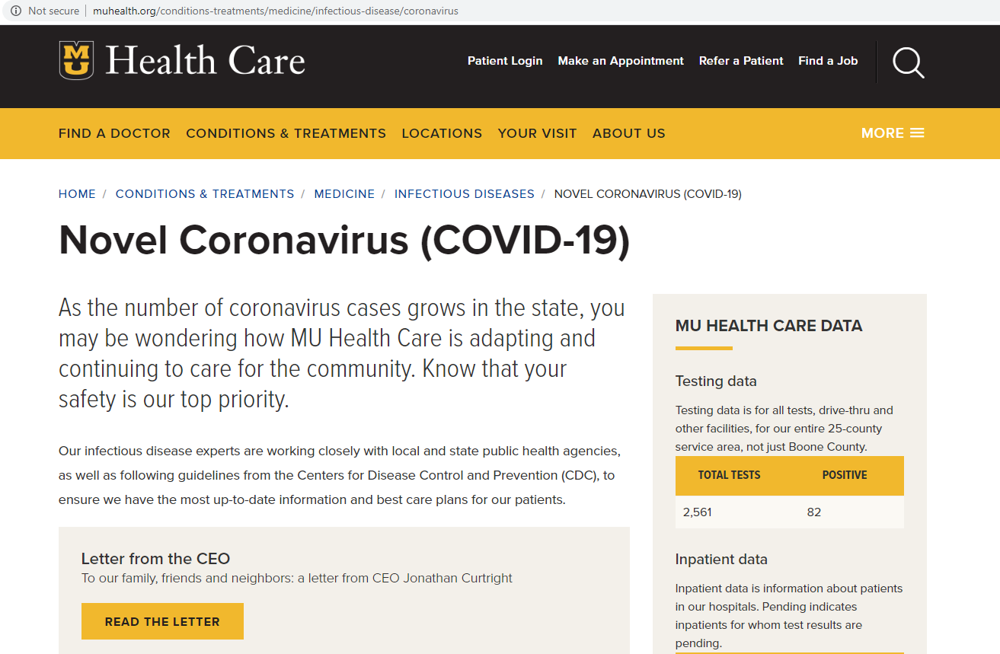 Not secure | muhealth.org/conditions-treatments/medicine/infectious-disease/coronavirus
MU Health Care
Patient Login Make an Appointment Refer a Patient Find a Job
FIND A DOCTOR CONDITIONS & TREATMENTS LOCATIONS YOUR VISIT ABOUT US MORE
HOME / CONDITIONS & TREATMENTS / MEDICINE / INFECTIOUS DISEASES / NOVEL CORONAVIRUS (COVID-19)
Novel Coronavirus (COVID-19)
As the number of coronavirus cases grows in the state, you
may be wondering how MU Health Care is adapting and
continuing to care for the community. Know that your
safety is our top priority.
Our infectious disease experts are working closely with local and state public health agencies,
as well as following guidelines from the Centers for Disease Control and Prevention (CDC), to
ensure we have the most up-to-date information and best care plans for our patients.
Letter from the CEO
To our family, friends and neighbors: a letter from CEO Jonathan Curtright
READ THE LETTER
MU HEALTH CARE DATA
Testing data
Testing data is for all tests, drive-thru and
other facilities, for our entire 25-county
service area, not just Boone County.
TOTAL TESTS POSITIVE
2,561 82
Inpatient data
Inpatient data is information about patients
in our hospitals. Pending indicates
inpatients for whom test results are
pending.